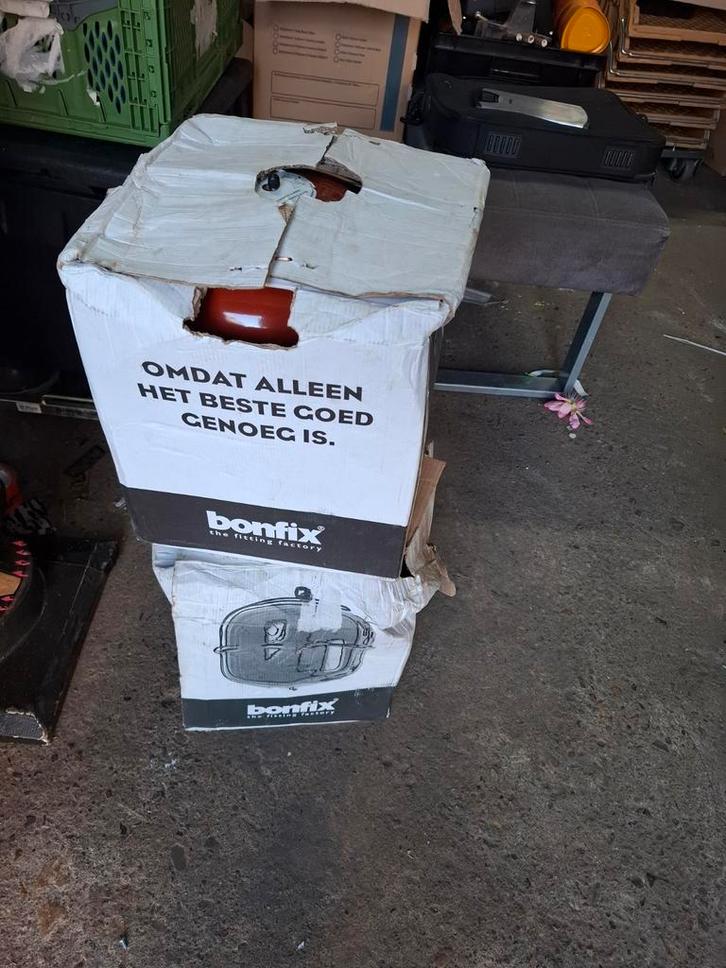 OMDAT ALLEEN
HET BESTE GOED
GENOEG IS.
bonfix®
the fitting factory
bonfix
the fitting factory